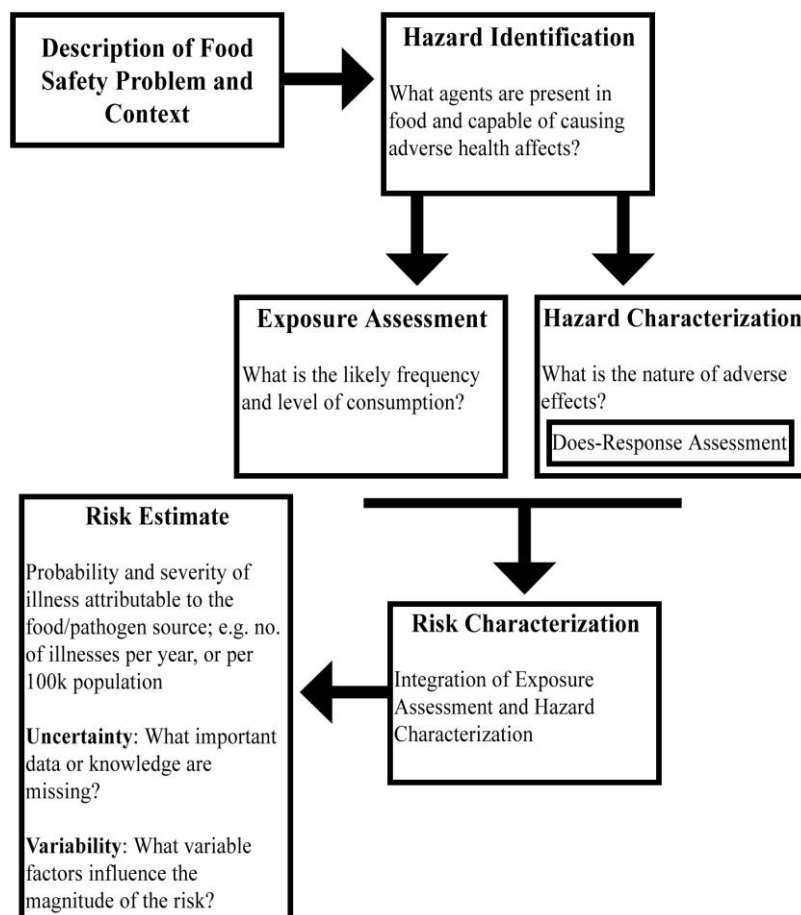 Description of Food
Safety Problem and
Context
Hazard Identification
What agents are present in
food and capable of causing
adverse health affects?
Exposure Assessment
What is the likely frequency
and level of consumption?
Hazard Characterization
What is the nature of adverse
effects?
Does-Response Assessment
Risk Characterization
Integration of Exposure
Assessment and Hazard
Characterization
Risk Estimate
Probability and severity of
illness attributable to the
food/pathogen source; e.g. no.
of illnesses per year, or per
100k population
Uncertainty: What important
data or knowledge are
missing?
Variability: What variable
factors influence the
magnitude of the risk?